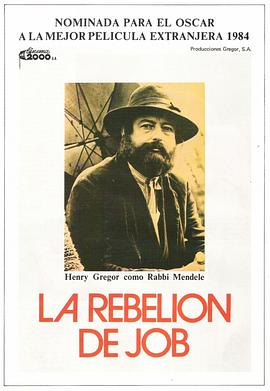 NOMINADA PARA EL OSCAR
A LA MEJOR PELICULA EXTRANJERA 1984
Producciones Gregor, S.A.
2000 S.A.
Henry Gregor como Rabbi Mendele
LA REBELION
DE JOB